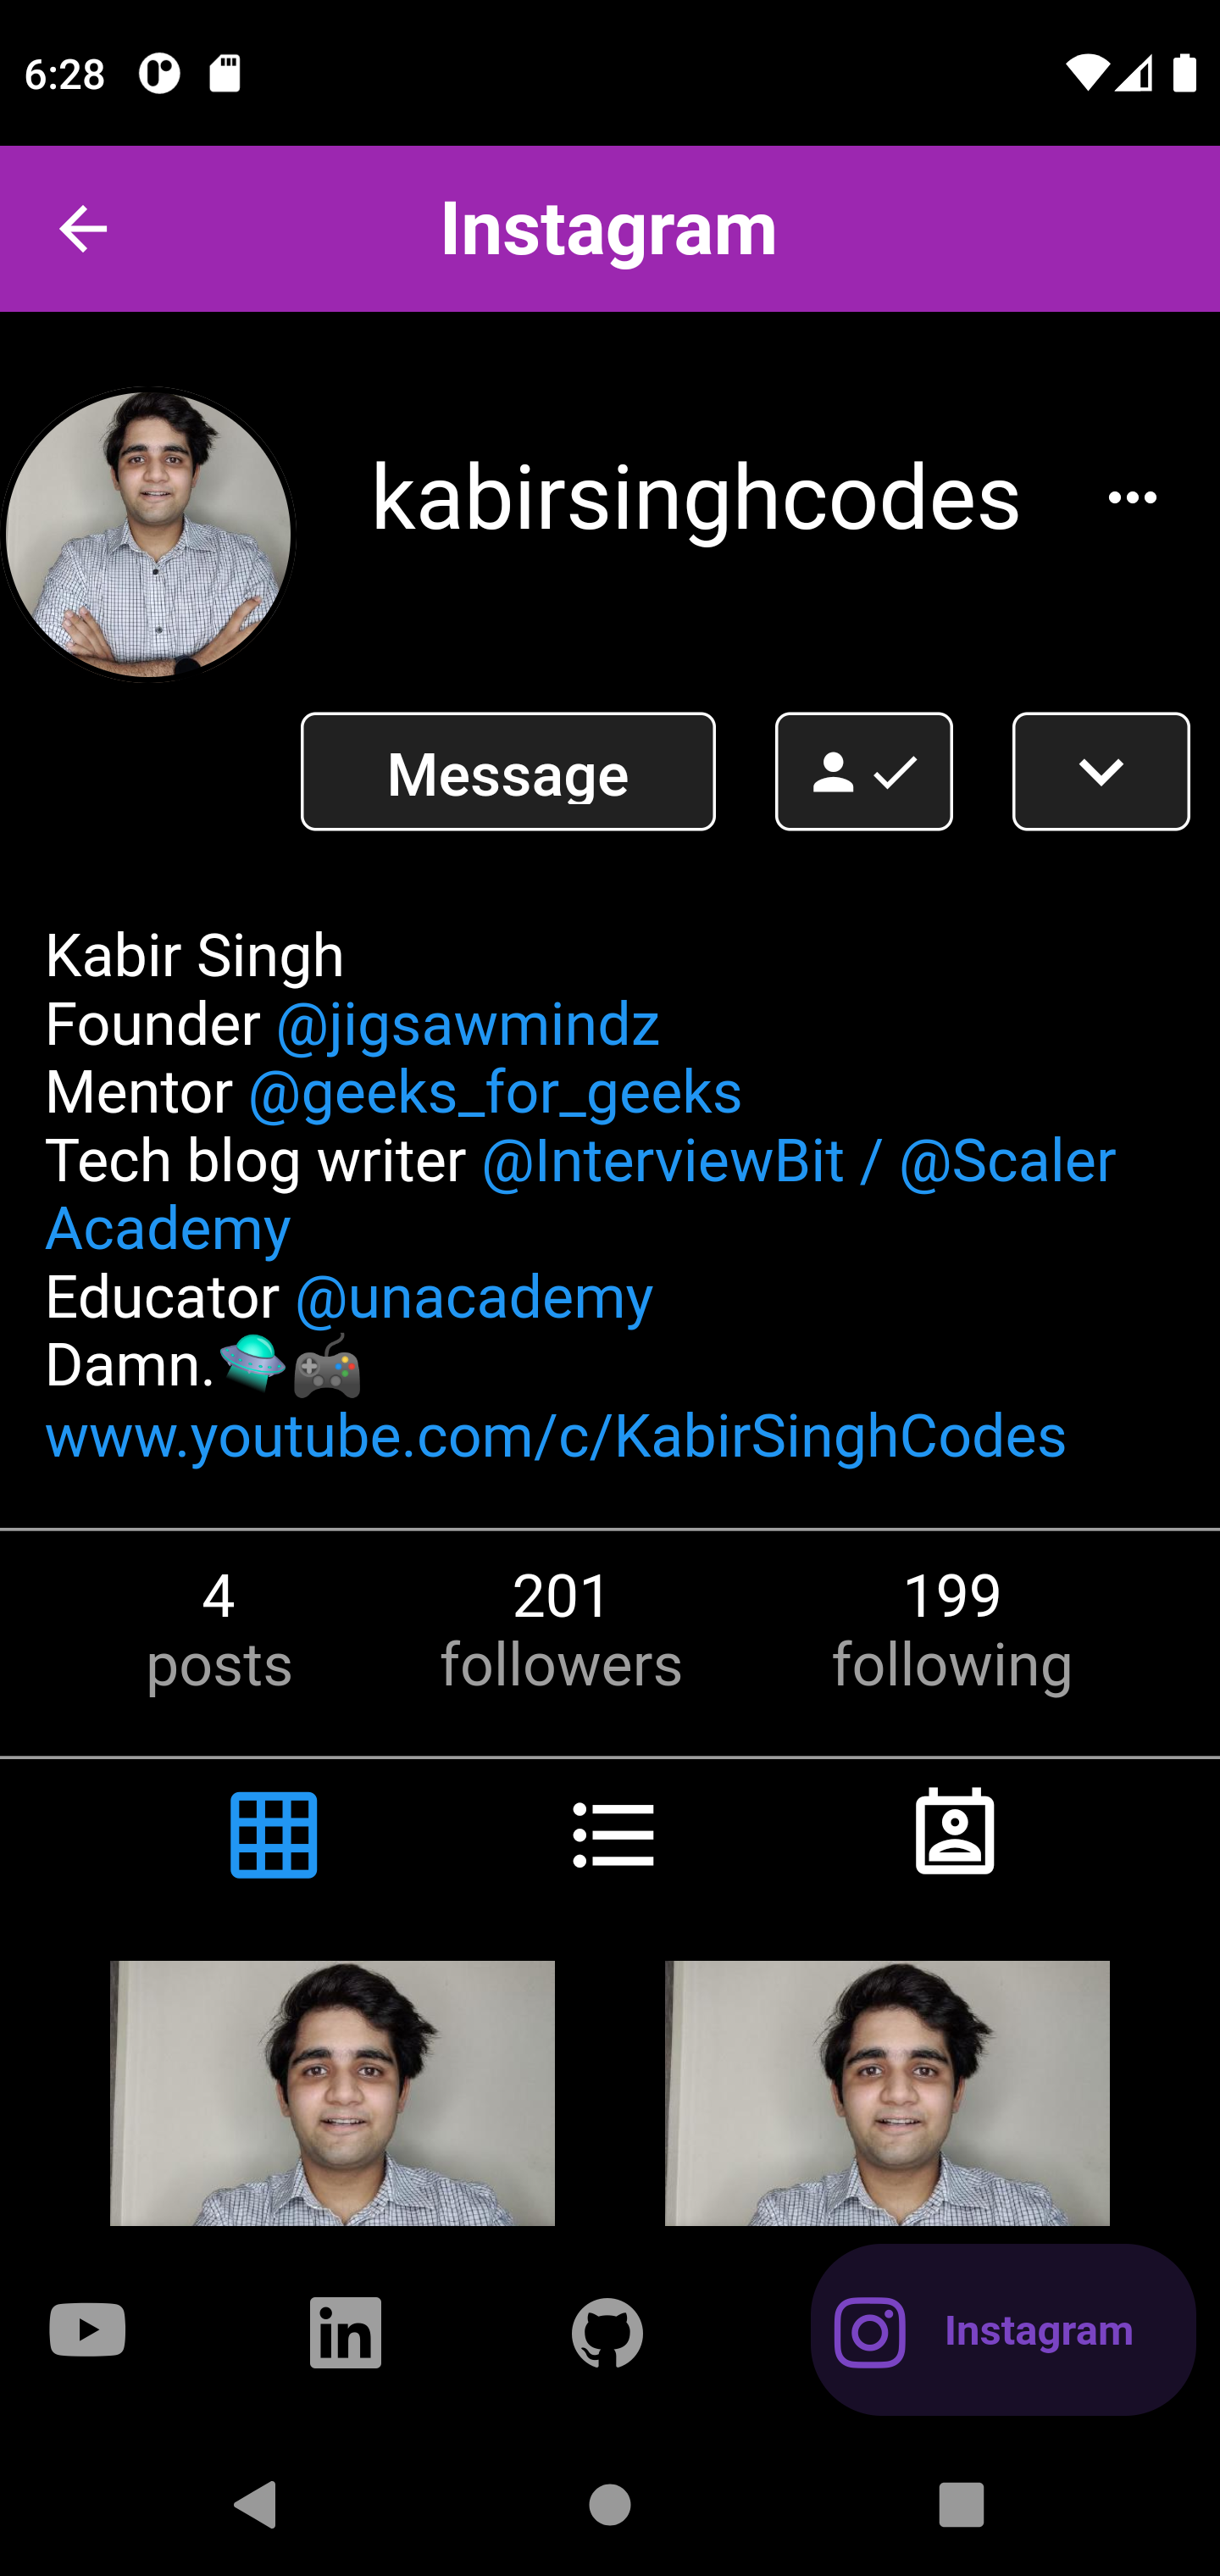 6:28
Instagram
kabirsinghcodes
Message
Kabir Singh
Founder @jigsawmindz
Mentor @geeks_for_geeks
Tech blog writer @InterviewBit / @Scaler
Academy
Educator @unacademy
Damn.🛸🎮
www.youtube.com/c/KabirSinghCodes
4 201 199
posts followers following
Instagram